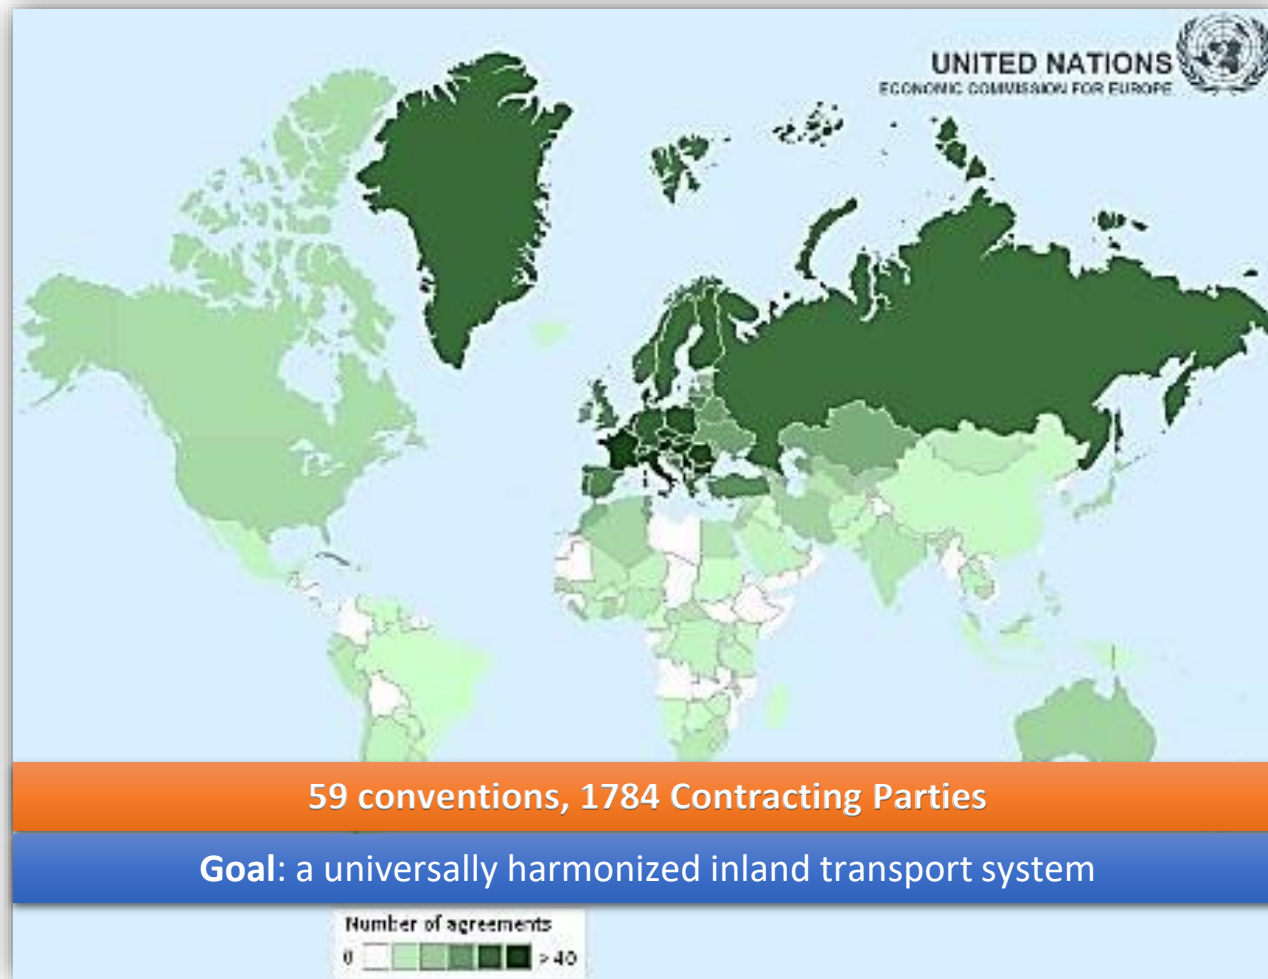 UNITED NATIONS
ECONOMIC COMMISSION FOR EUROPE
59 conventions, 1784 Contracting Parties
Goal: a universally harmonized inland transport system
Number of agreements
0 > 40